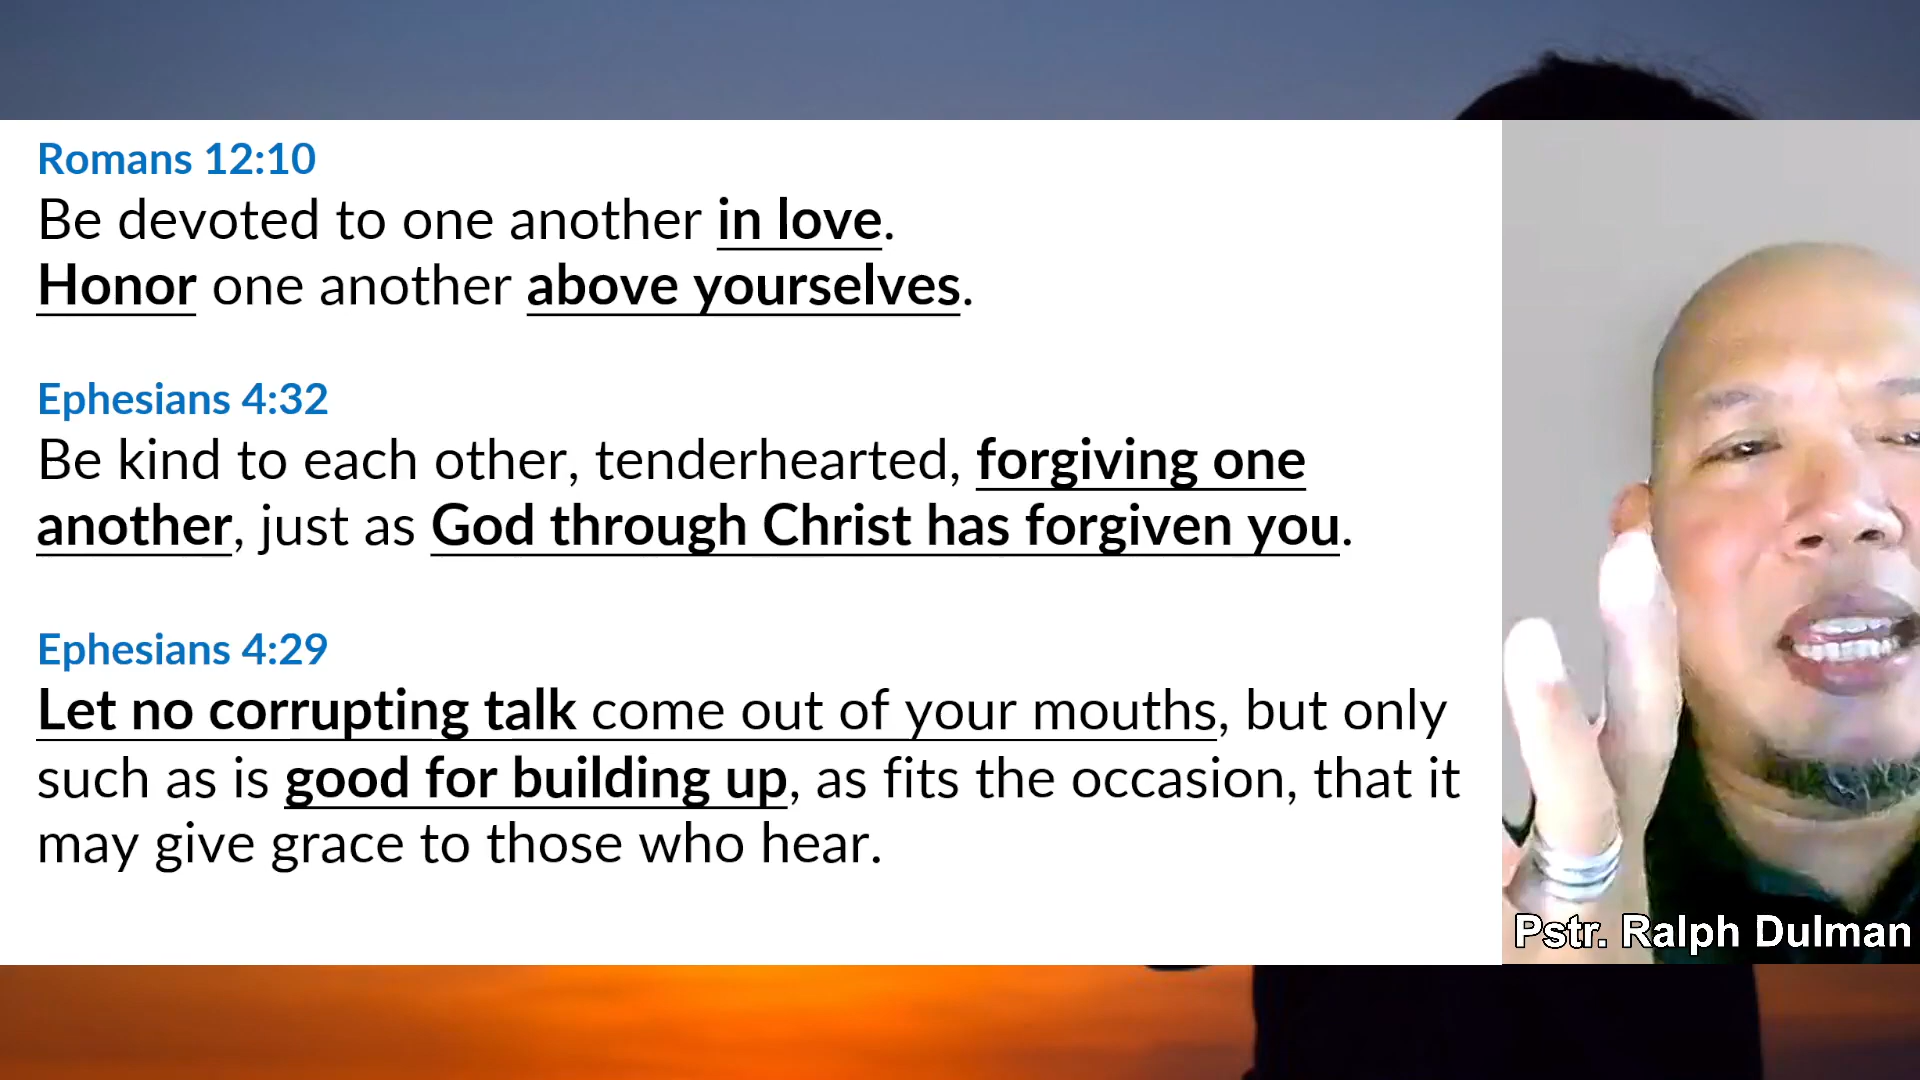 Romans 12:10
Be devoted to one another in love.
Honor one another above yourselves.
Ephesians 4:32
Be kind to each other, tenderhearted, forgiving one
another, just as God through Christ has forgiven you.
Ephesians 4:29
Let no corrupting talk come out of your mouths, but only
such as is good for building up, as fits the occasion, that it
may give grace to those who hear.
Pstr. Ralph Dulman